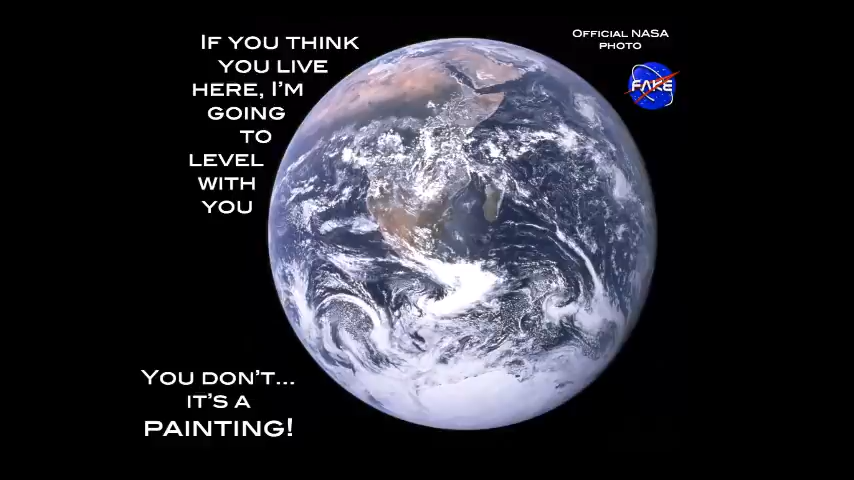 IF YOU THINK
YOU LIVE
HERE, I'M
GOING
TO
LEVEL
WITH
YOU
OFFICIAL NASA
PHOTO
FAKE
YOU DON'T...
IT'S A
PAINTING!